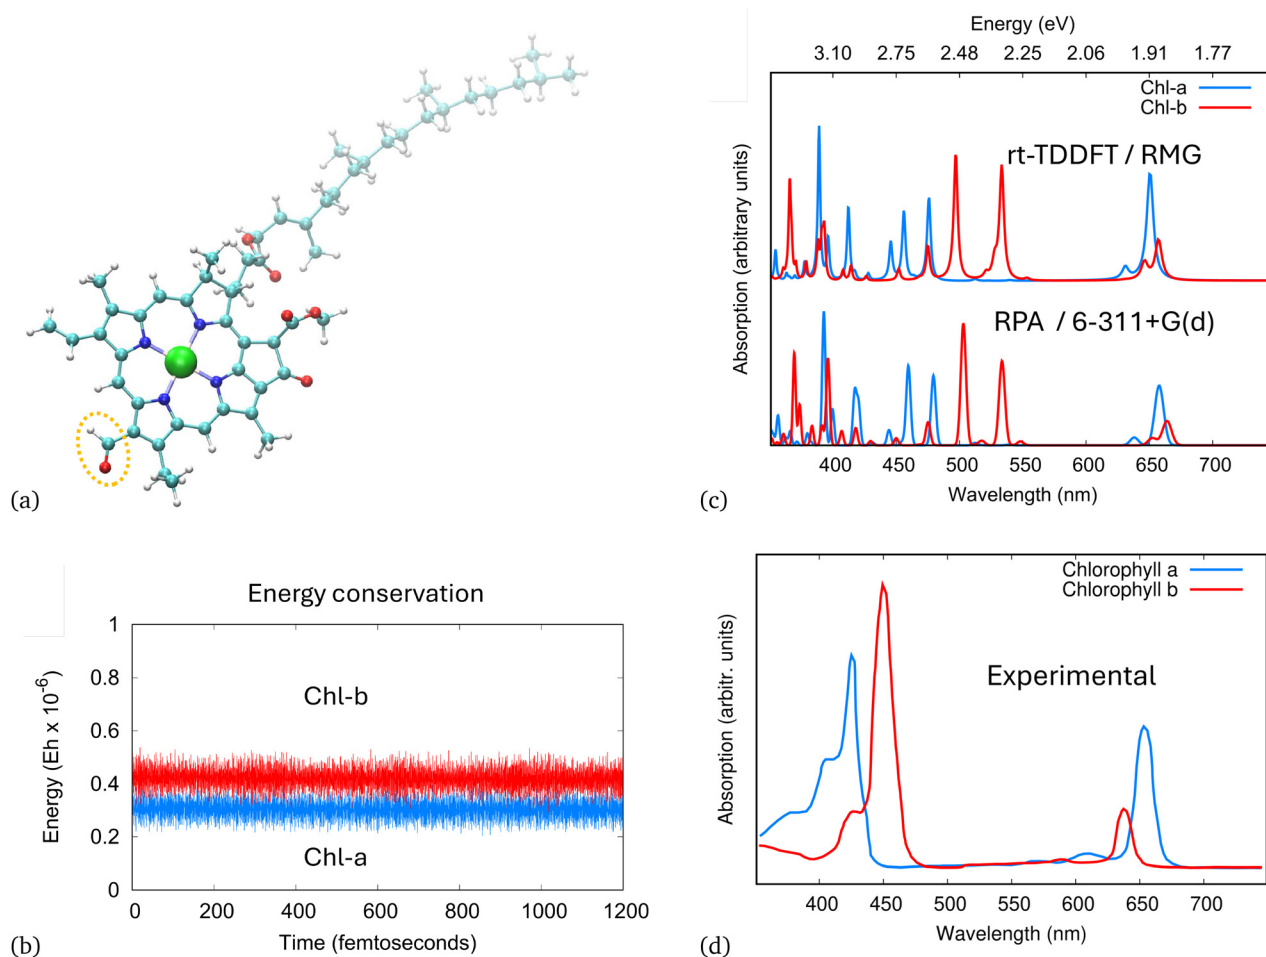 (a)
(c)
Energy (eV)
3.10 2.75 2.48 2.25 2.06 1.91 1.77
Chl-a
Chl-b
rt-TDDFT / RMG
RPA / 6-311+G(d)
Absorption (arbitrary units)
400 450 500 550 600 650 700
Wavelength (nm)
(b)
Energy conservation
1
0.8
0.6
0.4
0.2
0
Energy (Eh x 10-6)
Chl-b
Chl-a
0 200 400 600 800 1000 1200
Time (femtoseconds)
(d)
Chlorophyll a
Chlorophyll b
Experimental
Absorption (arbitr. units)
400 450 500 550 600 650 700
Wavelength (nm)